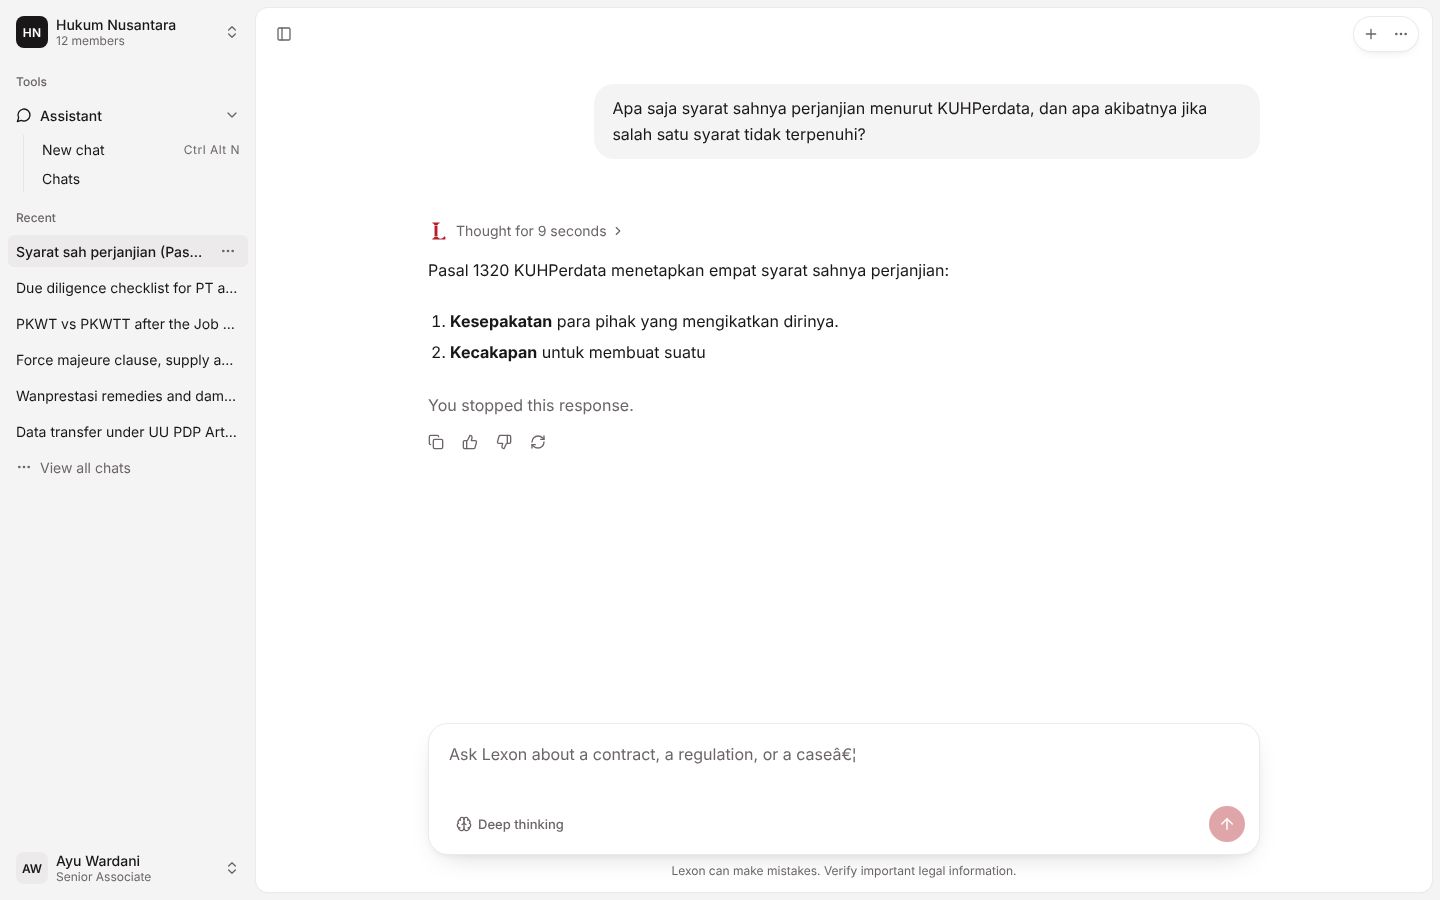 HN
Hukum Nusantara
12 members
Tools
Assistant
New chat Ctrl Alt N
Chats
Recent
Syarat sah perjanjian (Pas...
Due diligence checklist for PT a...
PKWT vs PKWTT after the Job ...
Force majeure clause, supply a...
Wanprestasi remedies and dam...
Data transfer under UU PDP Art...
View all chats
AW
Ayu Wardani
Senior Associate
Apa saja syarat sahnya perjanjian menurut KUHPerdata, dan apa akibatnya jika
salah satu syarat tidak terpenuhi?
L Thought for 9 seconds
Pasal 1320 KUHPerdata menetapkan empat syarat sahnya perjanjian:
1. Kesepakatan para pihak yang mengikatkan dirinya.
2. Kecakapan untuk membuat suatu
You stopped this response.
Ask Lexon about a contract, a regulation, or a caseâ€¦
Deep thinking
Lexon can make mistakes. Verify important legal information.